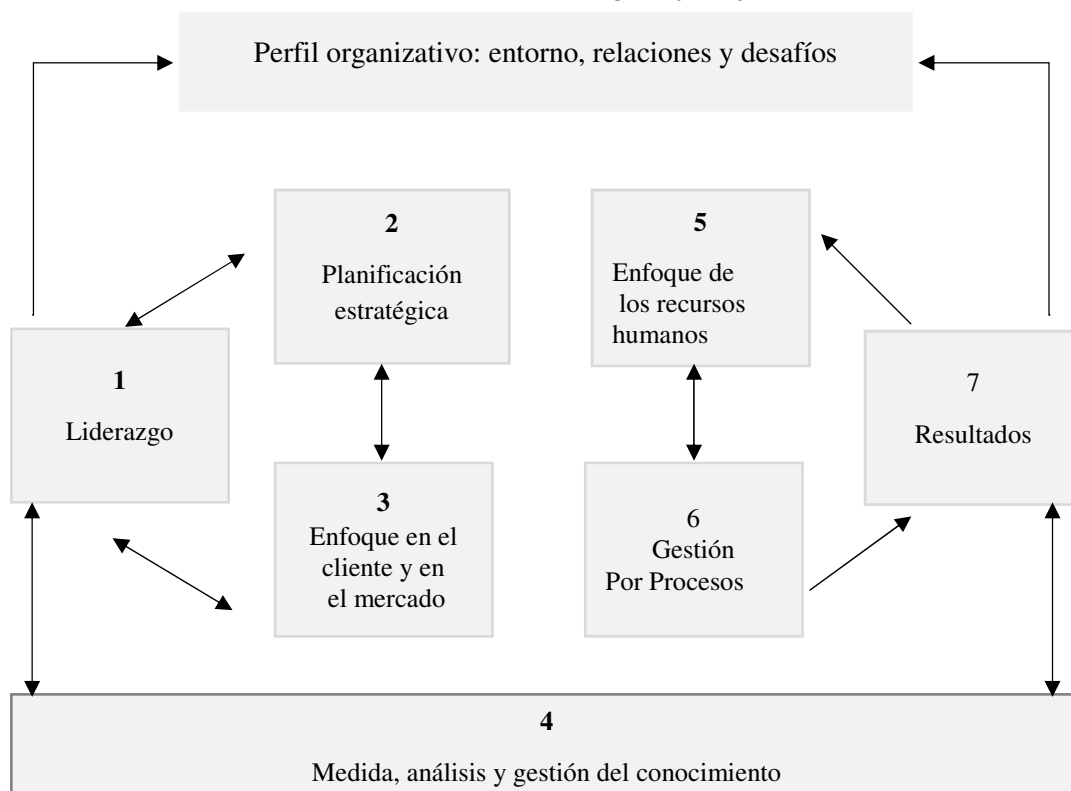 Perfil organizativo: entorno, relaciones y desafíos
2
Planificación
estratégica
5
Enfoque de
los recursos
humanos
1
Liderazgo
7
Resultados
3
Enfoque en el
cliente y en
el mercado
6
Gestión
Por Procesos
4
Medida, análisis y gestión del conocimiento